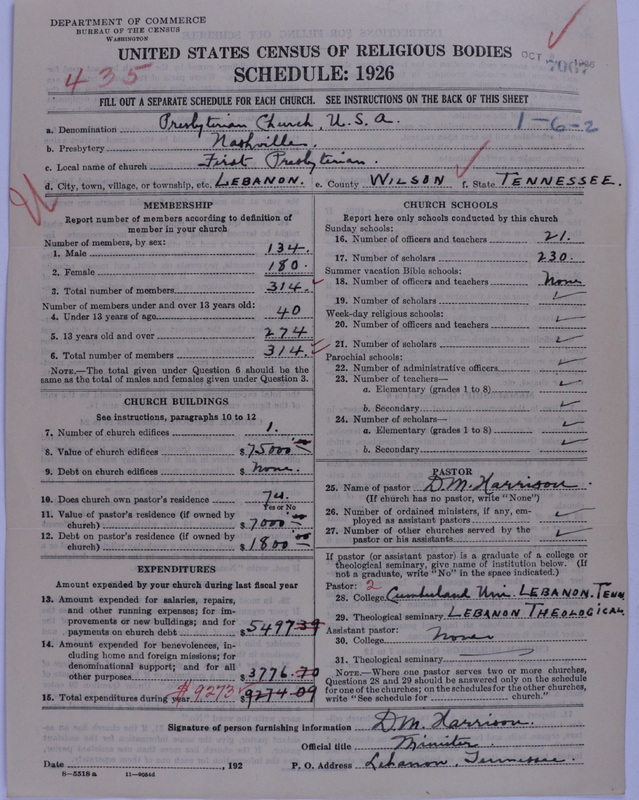 DEPARTMENT OF COMMERCE
BUREAU OF THE CENSUS
WASHINGTON
UNITED STATES CENSUS OF RELIGIOUS BODIES
OCT
435
SCHEDULE: 1926
FILL OUT A SEPARATE SCHEDULE FOR EACH CHURCH. SEE INSTRUCTIONS ON THE BACK OF THIS SHEET
a. Denomination Presbyterian Church, U.S.A. 1-6-2
b. Presbytery Nashville.
c. Local name of church First Presbyterian.
d. City, town, village, or township, etc. LEBANON. e. County WILSON f. State TENNESSEE.
MEMBERSHIP
Report number of members according to definition of
member in your church
Number of members, by sex:
1. Male 134.
2. Female 180.
3. Total number of members 314.
Number of members under and over 13 years old:
4. Under 13 years of age 40
5. 13 years old and over 274
6. Total number of members 314.
NOTE.—The total given under Question 6 should be
same as the total of males and females given under Question 3.
CHURCH BUILDINGS
See instructions, paragraphs 10 to 12
7. Number of church edifices 1.
8. Value of church edifices $ 75000 00
9. Debt on church edifices $ None.
10. Does church own pastor's residence
Yes or No
11. Value of pastor's residence (if owned by
church) $ 7000 00
12. Debt on pastor's residence (if owned by
church) $ 1800 00
EXPENDITURES
Amount expended by your church during last fiscal year
13. Amount expended for salaries, repairs,
and other running expenses; for im-
provements or new buildings; and for
payments on church debt $ 5497 39
14. Amount expended for benevolences, in-
cluding home and foreign missions; for
denominational support; and for all
other purposes $ 3776.70
15. Total expenditures during year $9273 $ 9274.09
CHURCH SCHOOLS
Report here only schools conducted by this church
Sunday schools:
16. Number of officers and teachers 21.
17. Number of scholars 230.
Summer vacation Bible schools:
18. Number of officers and teachers None
19. Number of scholars
Week-day religious schools:
20. Number of officers and teachers
21. Number of scholars
Parochial schools:
22. Number of administrative officers
23. Number of teachers—
a. Elementary (grades 1 to 8)
b. Secondary
24. Number of scholars—
a. Elementary (grades 1 to 8)
b. Secondary
PASTOR
25. Name of pastor D.M. Harrison.
(If church has no pastor, write "None")
26. Number of ordained ministers, if any, em-
ployed as assistant pastors
27. Number of other churches served by the
pastor or his assistants
If pastor (or assistant pastor) is a graduate of a college or
theological seminary, give name of institution below. (If
not a graduate, write "No" in the space indicated.)
Pastor: 2
28. College Cumberland Uni. LEBANON. TENN.
29. Theological seminary LEBANON THEOLOGICAL
Assistant pastor:
30. College None
31. Theological seminary
NOTE.—Where one pastor serves two or more churches,
Questions 28 and 29 should be answered only on the schedule
for one of the churches; on the schedules for the other churches,
write "See schedule for church."
Signature of person furnishing information D.M. Harrison.
Official title Minister
Date , 192 P. O. Address Lebanon, Tennessee.
8-5518 a